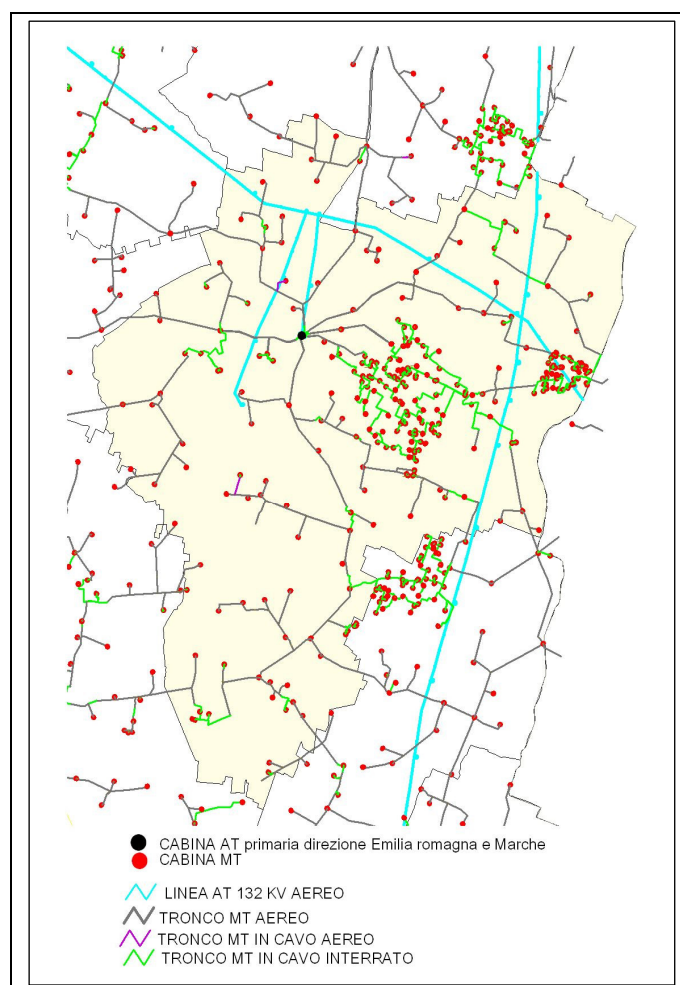 CABINA AT primaria direzione Emilia romagna e Marche
CABINA MT
LINEA AT 132 KV AEREO
TRONCO MT AEREO
TRONCO MT IN CAVO AEREO
TRONCO MT IN CAVO INTERRATO